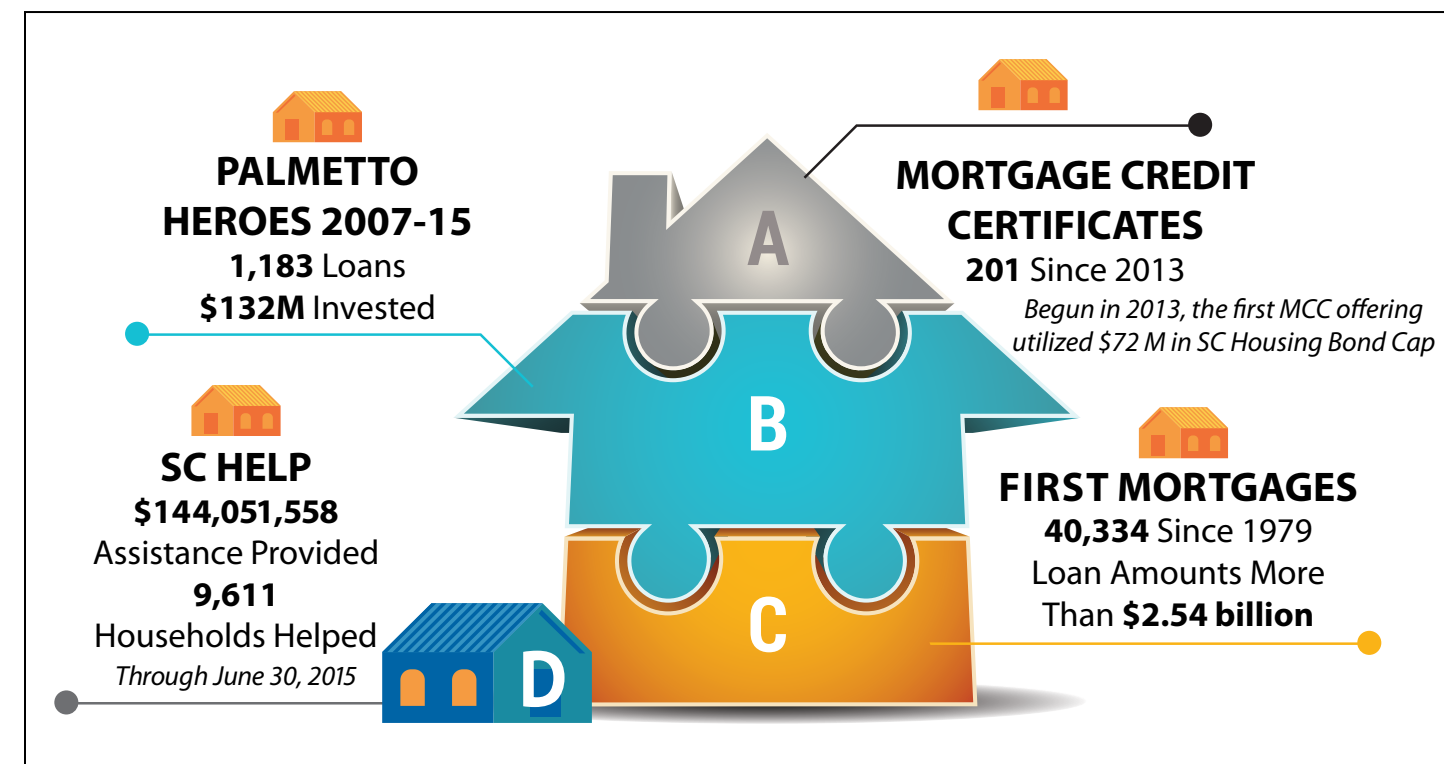 PALMETTO
HEROES 2007-15
1,183 Loans
$132M Invested
MORTGAGE CREDIT
CERTIFICATES
201 Since 2013
Begun in 2013, the first MCC offering
utilized $72 M in SC Housing Bond Cap
A
B
C
D
SC HELP
$144,051,558
Assistance Provided
9,611
Households Helped
Through June 30, 2015
FIRST MORTGAGES
40,334 Since 1979
Loan Amounts More
Than $2.54 billion